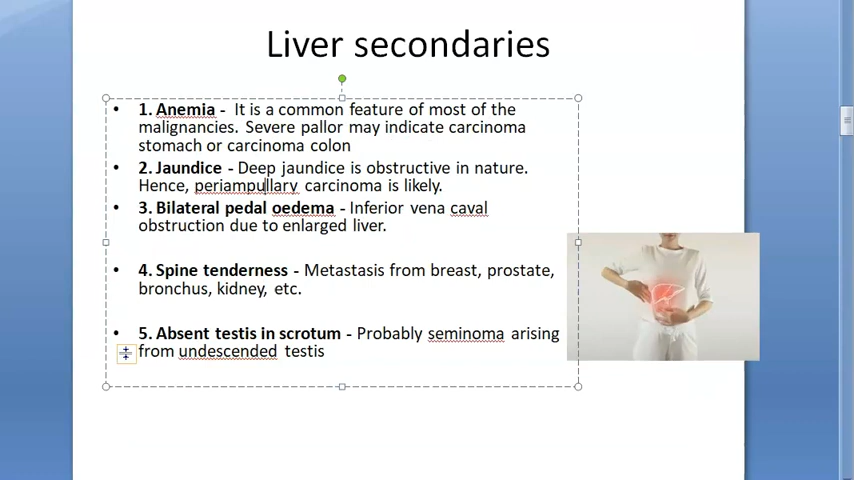 Liver secondaries
• 1. Anemia - It is a common feature of most of the
malignancies. Severe pallor may indicate carcinoma
stomach or carcinoma colon
• 2. Jaundice - Deep jaundice is obstructive in nature.
Hence, periampullary carcinoma is likely.
• 3. Bilateral pedal oedema - Inferior vena caval
obstruction due to enlarged liver.
• 4. Spine tenderness - Metastasis from breast, prostate,
bronchus, kidney, etc.
• 5. Absent testis in scrotum - Probably seminoma arising
from undescended testis